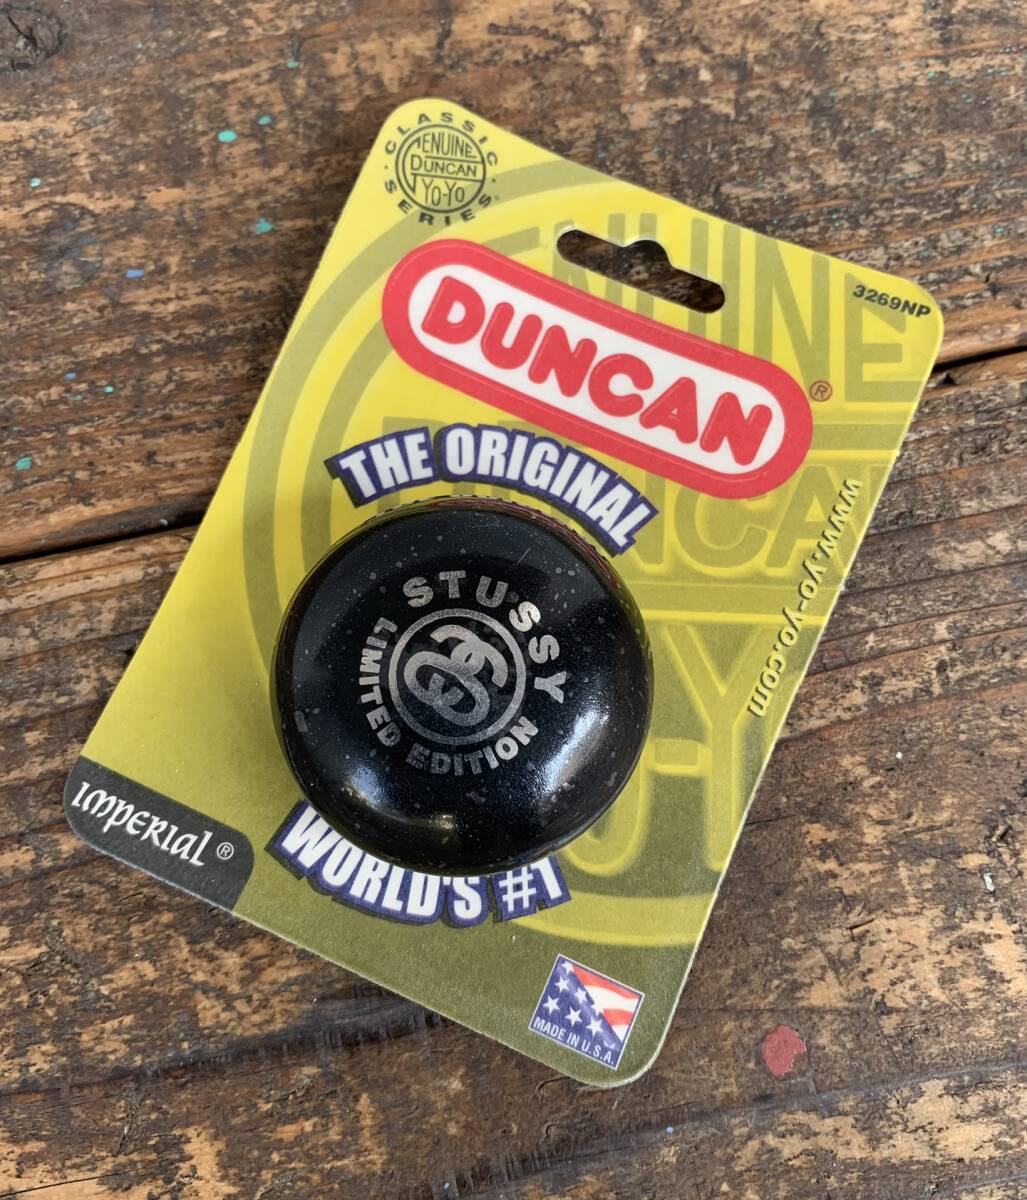 CLASSIC
GENUINE
DUNCAN
YO-YO
SERIES
3269NP
DUNCAN®
THE ORIGINAL
www.yo-yo.com
STUSSY
LIMITED EDITION
IMPERIAL®
WORLD'S #1
MADE IN U.S.A.